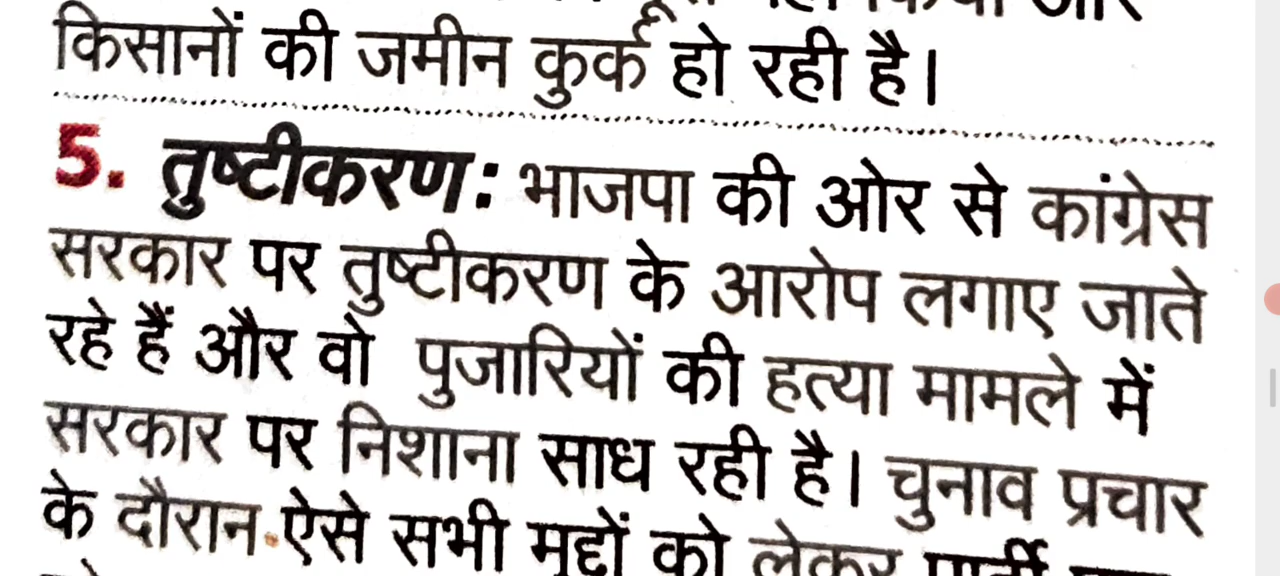 किसानों की जमीन कुर्क हो रही है।
5. तुष्टीकरण: भाजपा की ओर से कांग्रेस
सरकार पर तुष्टीकरण के आरोप लगाए जाते
रहे हैं और वो पुजारियों की हत्या मामले में
सरकार पर निशाना साध रही है। चुनाव प्रचार
के दौरान ऐसे सभी मुद्दों को लेकर पार्टी